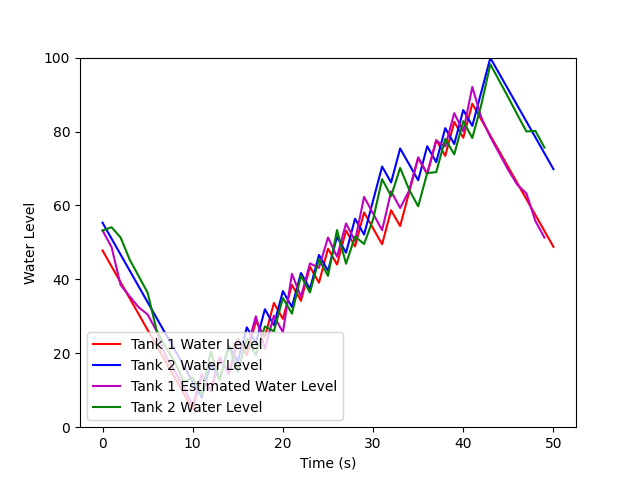 100
80
60
40
20
0
Water Level
Tank 1 Water Level
Tank 2 Water Level
Tank 1 Estimated Water Level
Tank 2 Water Level
0 10 20 30 40 50
Time (s)